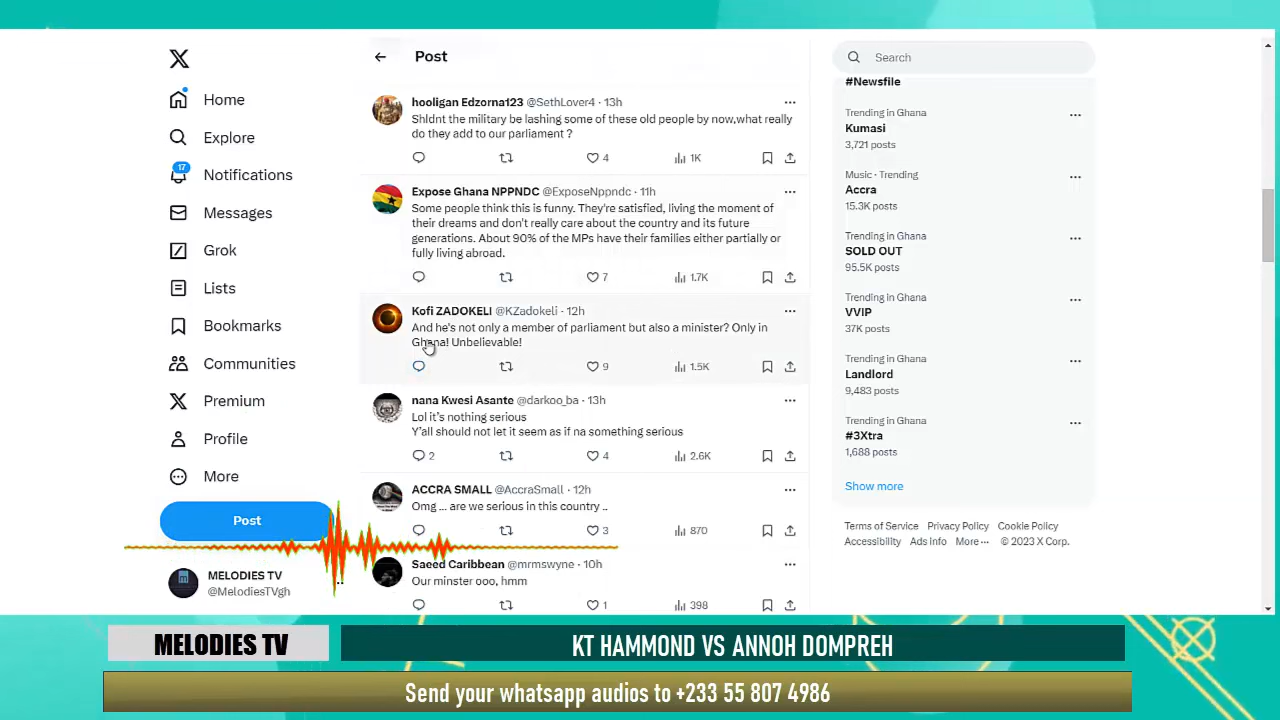 Post
Search
Home
Explore
17
Notifications
Messages
Grok
Lists
Bookmarks
Communities
Premium
Profile
More
Post
MELODIES TV
@MelodiesTVgh
hooligan Edzorna123 @SethLover4 · 13h
Shldnt the military be lashing some of these old people by now,what really
do they add to our parliament ?
4
1K
Expose Ghana NPPNDC @ExposeNppndc · 11h
Some people think this is funny. They're satisfied, living the moment of
their dreams and don't really care about the country and its future
generations. About 90% of the MPs have their families either partially or
fully living abroad.
7
1.7K
Kofi ZADOKELI @KZadokeli · 12h
And he's not only a member of parliament but also a minister? Only in
Ghana! Unbelievable!
9
1.5K
nana Kwesi Asante @darkoo_ba · 13h
Lol it's nothing serious
Y'all should not let it seem as if na something serious
2
4
2.6K
ACCRA SMALL @AccraSmall · 12h
Omg ... are we serious in this country ..
3
870
Saeed Caribbean @mrmswyne · 10h
Our minster ooo, hmm
1
398
#Newsfile
Trending in Ghana
Kumasi
3,721 posts
Music · Trending
Accra
15.3K posts
Trending in Ghana
SOLD OUT
95.5K posts
Trending in Ghana
VVIP
37K posts
Trending in Ghana
Landlord
9,483 posts
Trending in Ghana
#3Xtra
1,688 posts
Show more
Terms of Service Privacy Policy Cookie Policy
Accessibility Ads info More ··· © 2023 X Corp.
MELODIES TV
KT HAMMOND VS ANNOH DOMPREH
Send your whatsapp audios to +233 55 807 4986